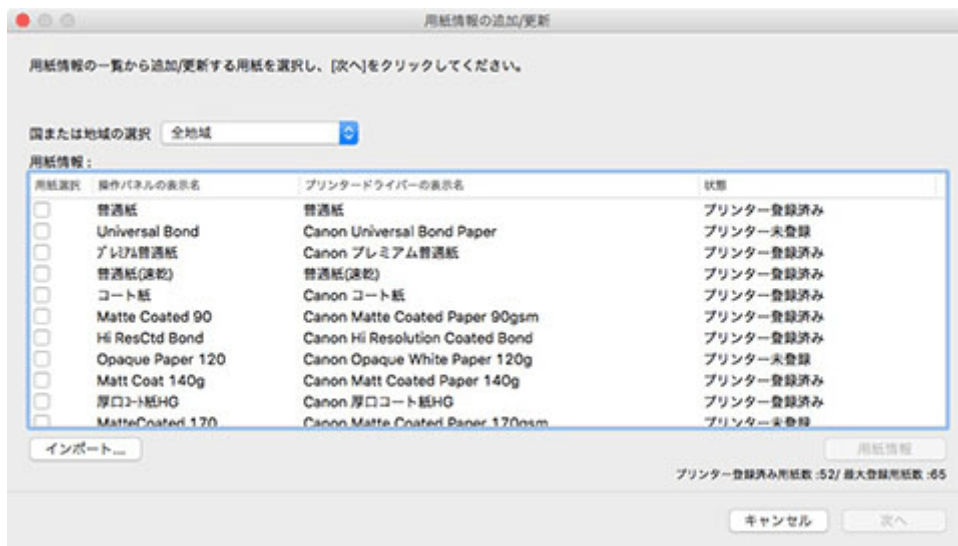 用紙情報の追加/更新
用紙情報の一覧から追加/更新する用紙を選択し、[次へ]をクリックしてください。
国または地域の選択 全地域
用紙情報：
用紙選択 操作パネルの表示名 プリンタードライバーの表示名 状態
普通紙 普通紙 プリンター登録済み
Universal Bond Canon Universal Bond Paper プリンター未登録
ﾌﾟﾚﾐｱﾑ普通紙 Canon プレミアム普通紙 プリンター登録済み
普通紙(速乾) 普通紙(速乾) プリンター登録済み
コート紙 Canon コート紙 プリンター登録済み
Matte Coated 90 Canon Matte Coated Paper 90gsm プリンター登録済み
Hi ResCtd Bond Canon Hi Resolution Coated Bond プリンター登録済み
Opaque Paper 120 Canon Opaque White Paper 120g プリンター未登録
Matt Coat 140g Canon Matt Coated Paper 140g プリンター登録済み
厚口ｺｰﾄ紙HG Canon 厚口コート紙HG プリンター登録済み
MatteCoated 170 Canon Matte Coated Paper 170gsm プリンター未登録
インポート... 用紙情報
プリンター登録済み用紙数 :52/ 最大登録用紙数 :65
キャンセル 次へ